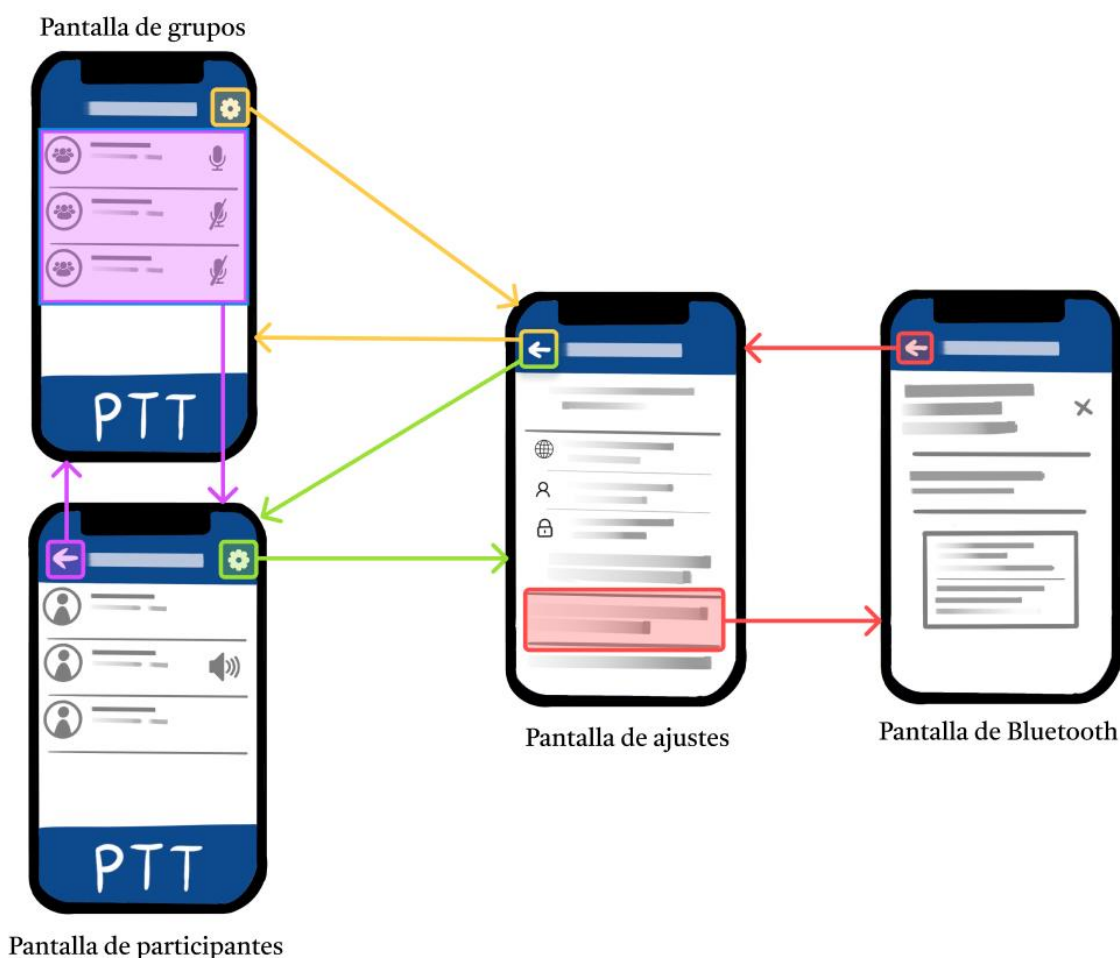 Pantalla de grupos
PTT
PTT
Pantalla de participantes
Pantalla de ajustes
Pantalla de Bluetooth